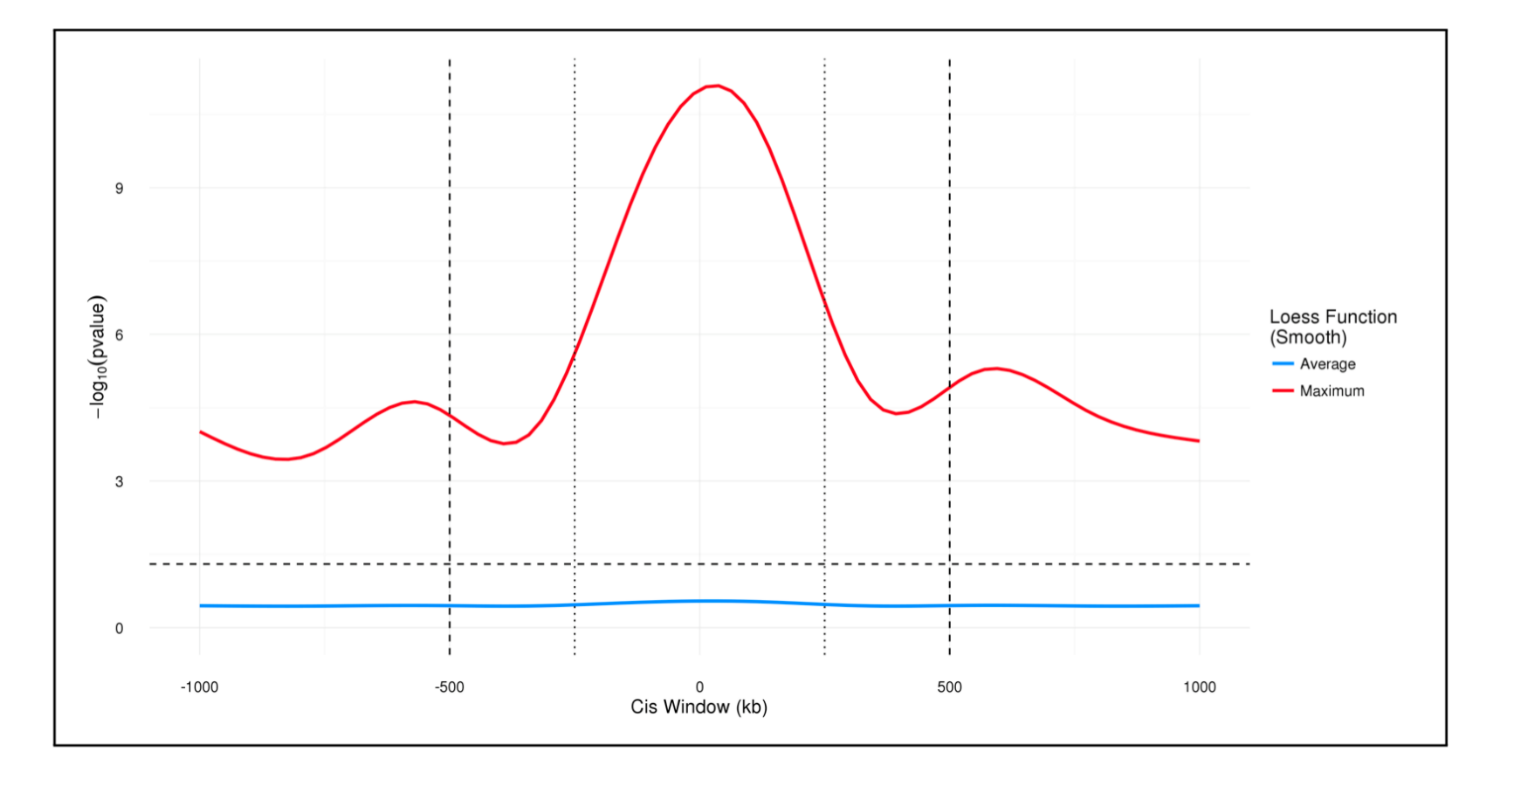 9
6
3
0
−log₁₀(pvalue)
-1000 -500 0 500 1000
Cis Window (kb)
Loess Function
(Smooth)
Average
Maximum